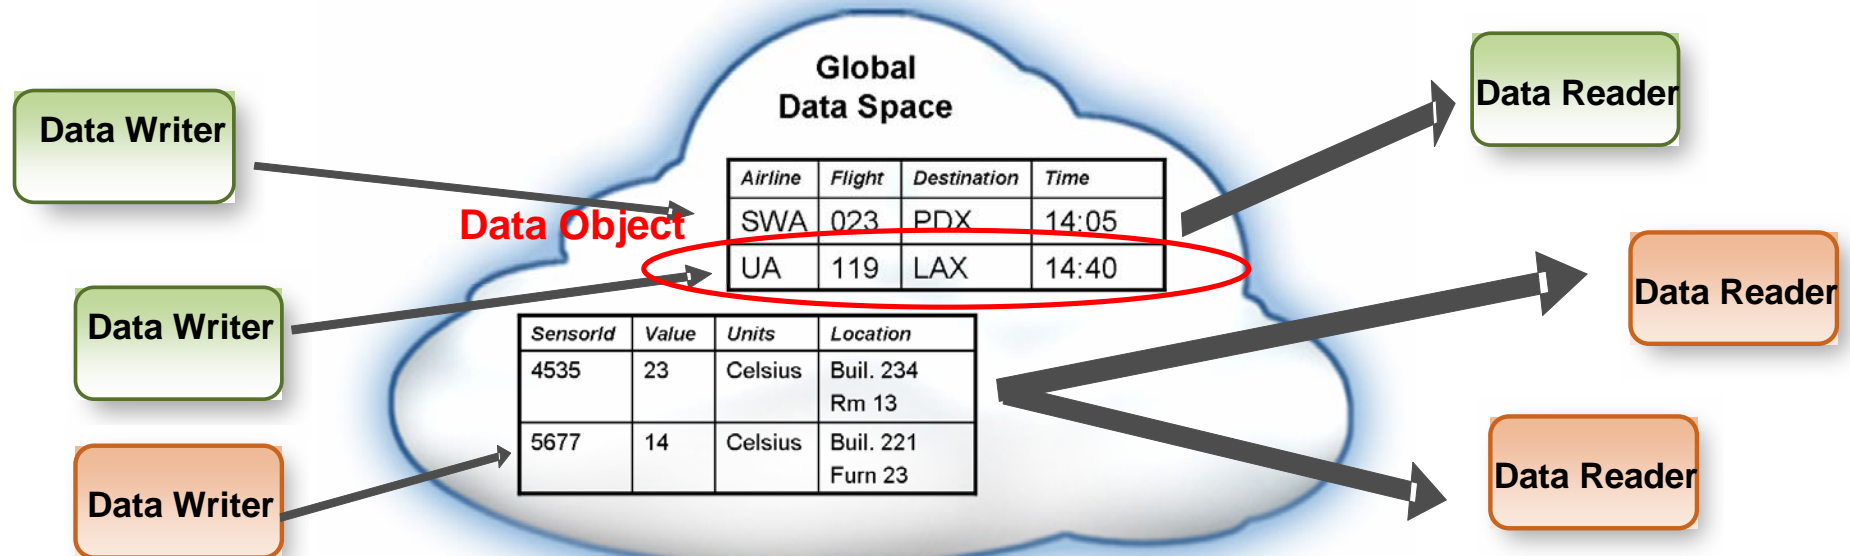 Global
Data Space
Data Writer
Data Reader
Airline Flight Destination Time
SWA 023 PDX 14:05
Data Object
UA 119 LAX 14:40
Data Reader
Data Writer
SensorId Value Units Location
4535 23 Celsius Buil. 234
Rm 13
5677 14 Celsius Buil. 221
Furn 23
Data Reader
Data Writer